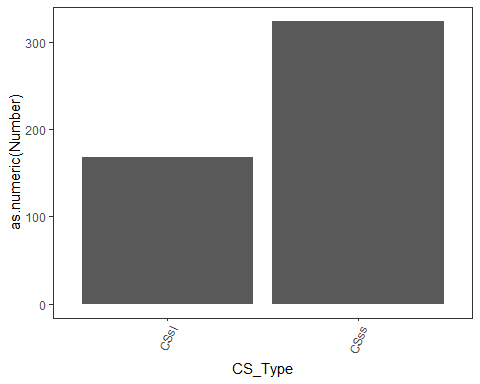 as.numeric(Number)
300
200
100
0
CSsl
CSss
CS_Type